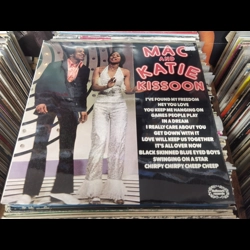 MAC
AND
KATIE
KISSOON
I'VE FOUND MY FREEDOM
HEY YOU LOVE
YOU KEEP ME HANGING ON
GAMES PEOPLE PLAY
IN A DREAM
I REALLY CARE ABOUT YOU
GET DOWN WITH IT
LOVE WILL KEEP US TOGETHER
IT'S ALL OVER NOW
BLACK SKINNED BLUE EYED BOYS
SWINGING ON A STAR
CHIRPY CHIRPY CHEEP CHEEP